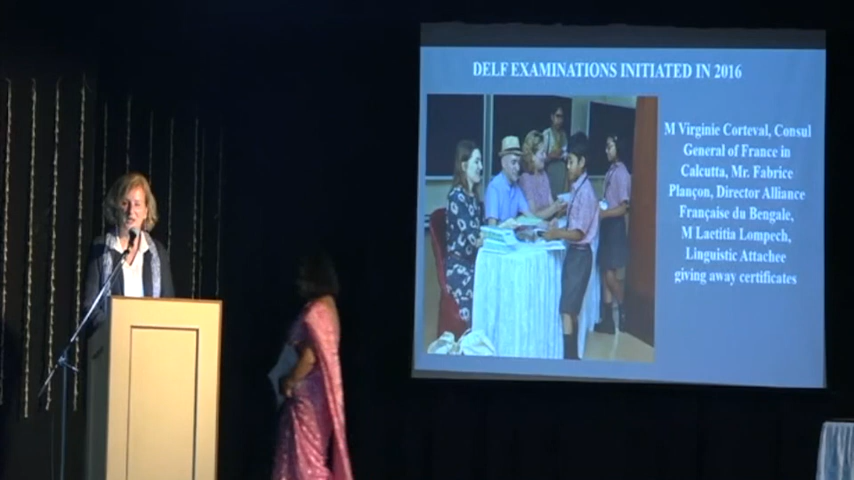 DELF EXAMINATIONS INITIATED IN 2016
M Virginie Corteval, Consul
General of France in
Calcutta, Mr. Fabrice
Plançon, Director Alliance
Française du Bengale,
M Laetitia Lompech,
Linguistic Attachee
giving away certificates